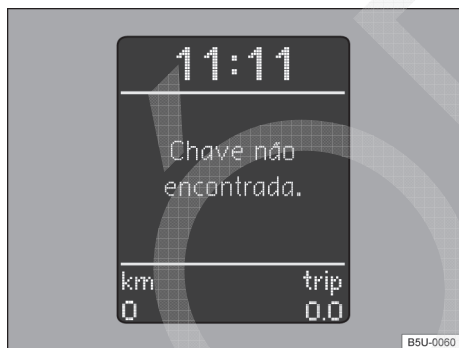 11:11
Chave não
encontrada.
km trip
0 0.0
B5U-0060